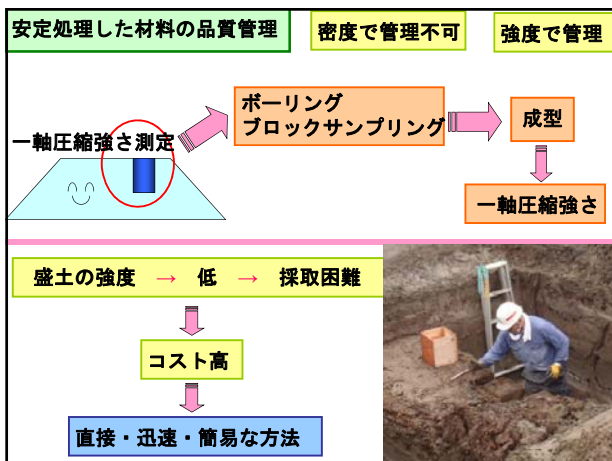 安定処理した材料の品質管理
密度で管理不可
強度で管理
ボーリング
ブロックサンプリング
成型
一軸圧縮強さ測定
一軸圧縮強さ
盛土の強度 → 低 → 採取困難
コスト高
直接・迅速・簡易な方法